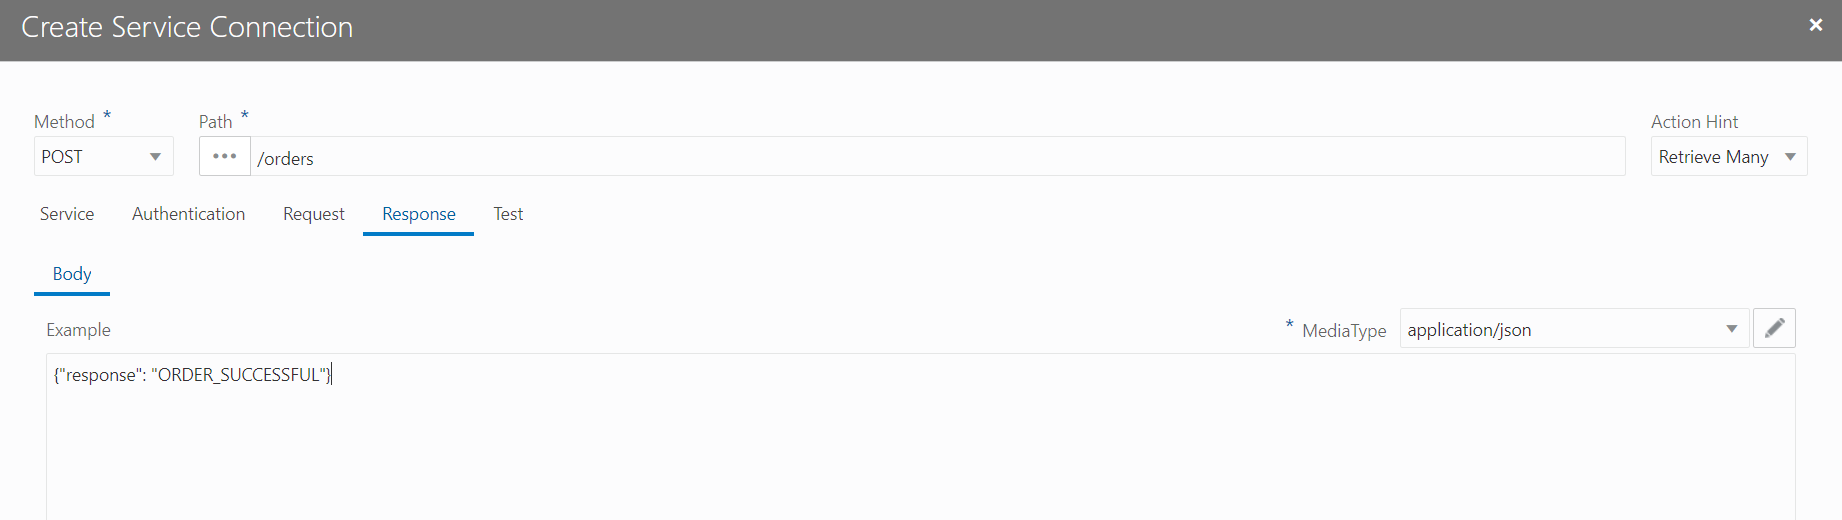 Create Service Connection ×
Method * Path * Action Hint
POST ••• /orders Retrieve Many
Service Authentication Request Response Test
Body
Example * MediaType application/json
{"response": "ORDER_SUCCESSFUL"}